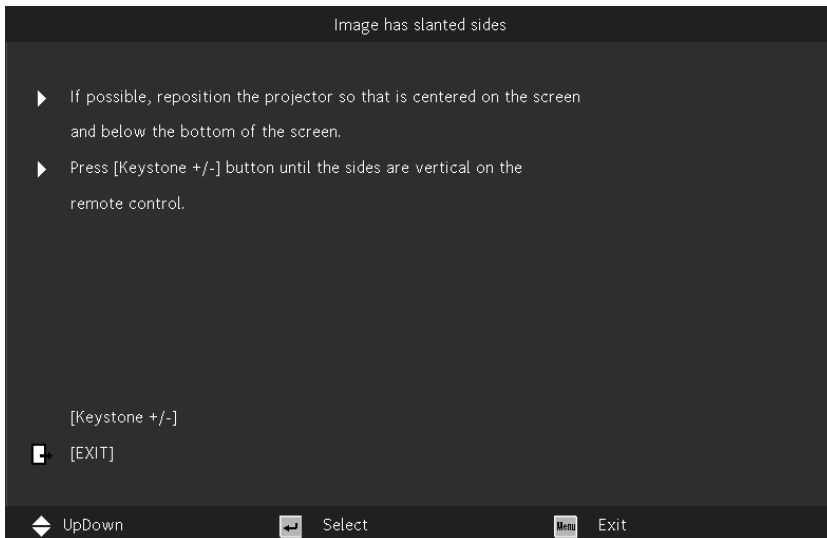 Image has slanted sides
If possible, reposition the projector so that is centered on the screen
and below the bottom of the screen.
Press [Keystone +/-] button until the sides are vertical on the
remote control.
[Keystone +/-]
[EXIT]
UpDown Select Menu Exit